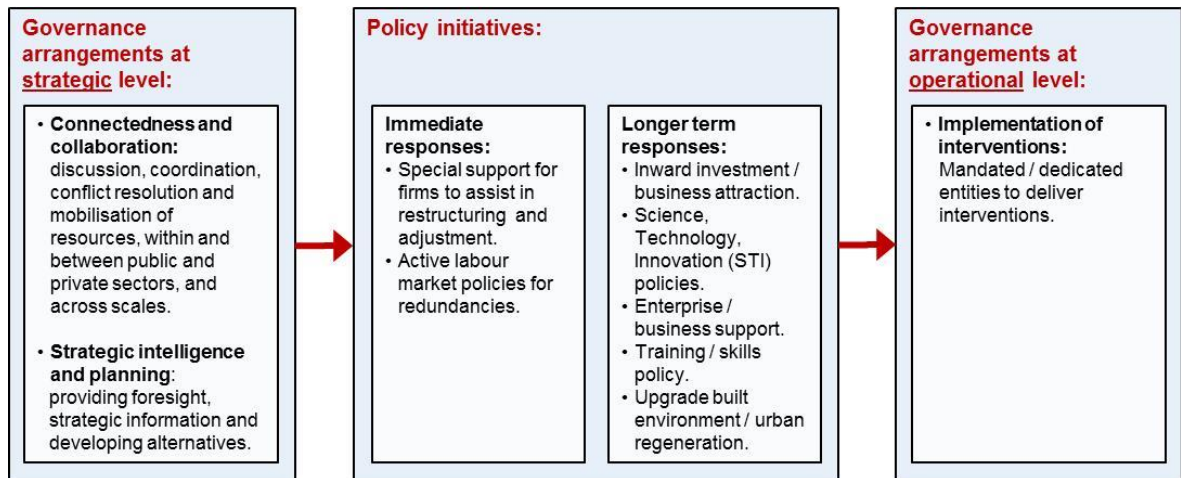 Governance
arrangements at
strategic level:
• Connectedness and
collaboration:
discussion, coordination,
conflict resolution and
mobilisation of
resources, within and
between public and
private sectors, and
across scales.
• Strategic intelligence
and planning:
providing foresight,
strategic information and
developing alternatives.
Policy initiatives:
Immediate
responses:
• Special support for
firms to assist in
restructuring and
adjustment.
• Active labour
market policies for
redundancies.
Longer term
responses:
• Inward investment /
business attraction.
• Science,
Technology,
Innovation (STI)
policies.
• Enterprise /
business support.
• Training / skills
policy.
• Upgrade built
environment / urban
regeneration.
Governance
arrangements at
operational level:
• Implementation of
interventions:
Mandated / dedicated
entities to deliver
interventions.